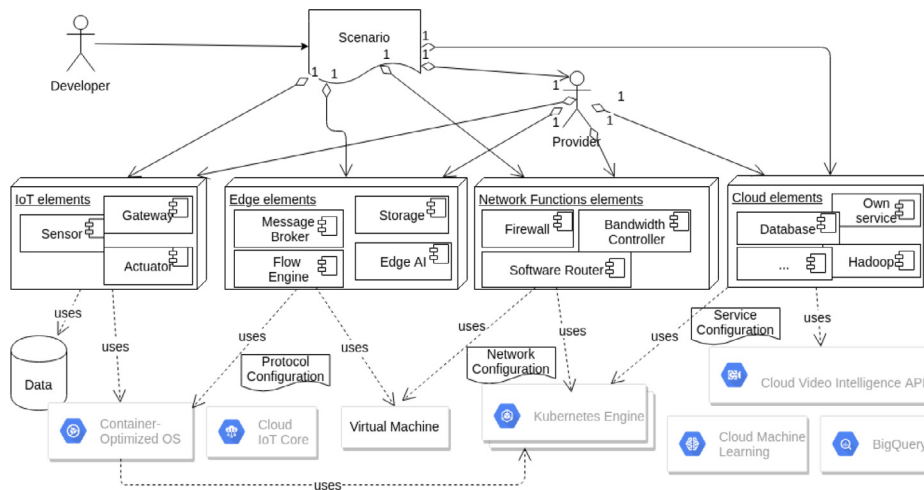 Scenario
1
1
1
1
1
Developer
1
1
1
1
Provider
IoT elements
Gateway
Sensor
Actuator
Edge elements
Message
Broker
Storage
Flow
Engine
Edge AI
Network Functions elements
Firewall
Bandwidth
Controller
Software Router
Cloud elements
Own
service
Database
...
Hadoop
uses
uses
uses
uses
uses
uses
uses
Service
Configuration
uses
Data
Protocol
Configuration
Network
Configuration
Cloud Video Intelligence API
Container-
Optimized OS
Cloud
IoT Core
Virtual Machine
Kubernetes Engine
Cloud Machine
Learning
BigQuery
uses